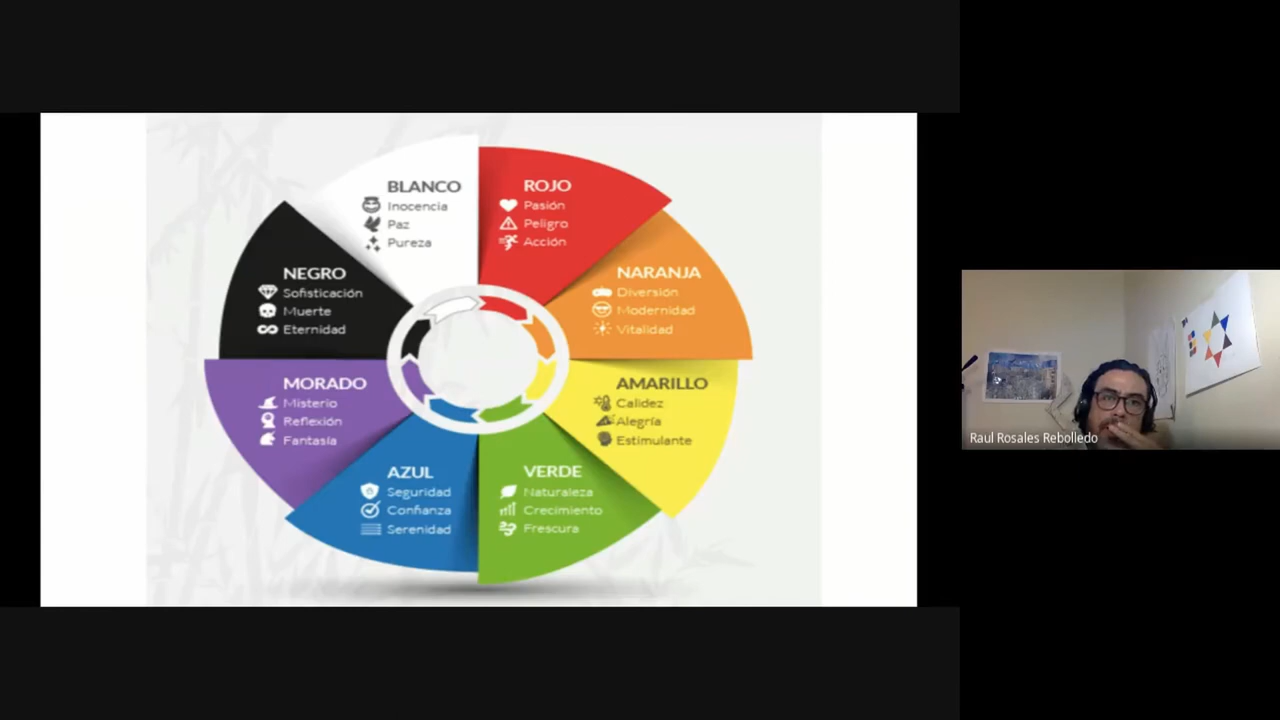 BLANCO
Inocencia
Paz
Pureza
ROJO
Pasión
Peligro
Acción
NARANJA
Diversión
Modernidad
Vitalidad
AMARILLO
Calidez
Alegría
Estimulante
VERDE
Naturaleza
Crecimiento
Frescura
AZUL
Seguridad
Confianza
Serenidad
MORADO
Misterio
Reflexión
Fantasía
NEGRO
Sofisticación
Muerte
Eternidad
Raul Rosales Rebolledo